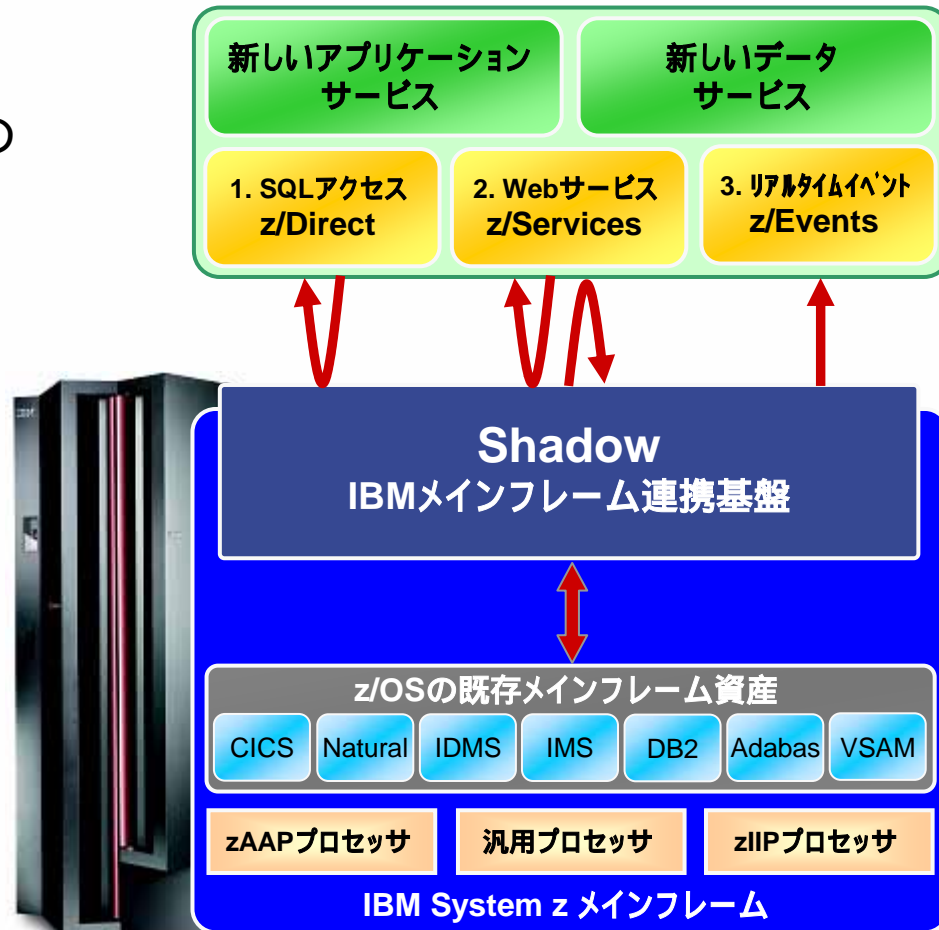 新しいアプリケーション
サービス
新しいデータ
サービス
の
1. SQLアクセス
z/Direct
2. Webサービス
z/Services
3. ﾘｱﾙﾀｲﾑｲﾍﾞﾝﾄ
z/Events
Shadow
IBMメインフレーム連携基盤
z/OSの既存メインフレーム資産
CICS
Natural
IDMS
IMS
DB2
Adabas
VSAM
zAAPプロセッサ
汎用プロセッサ
zIIPプロセッサ
IBM System z メインフレーム